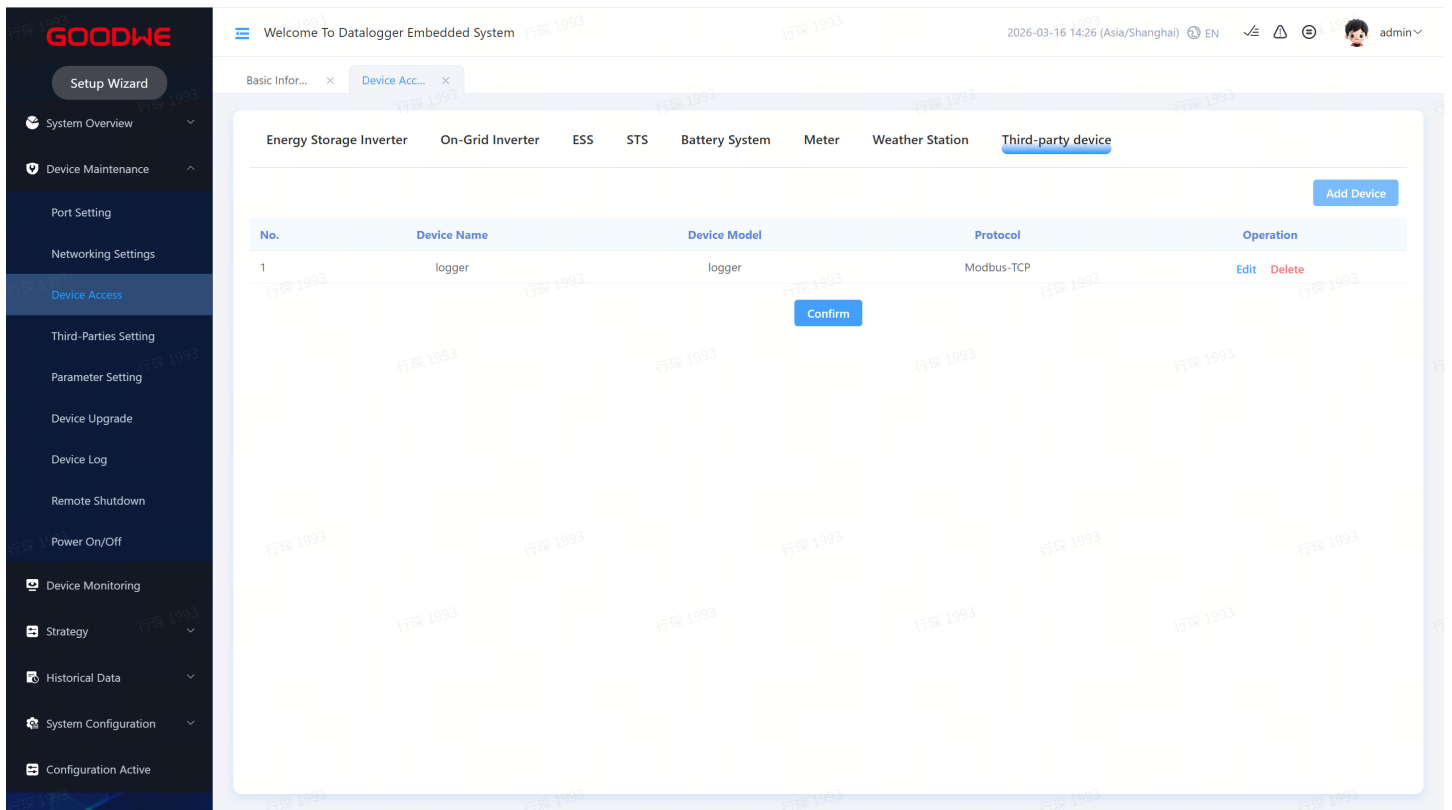 GOODWE
Welcome To Datalogger Embedded System
2026-03-16 14:26 (Asia/Shanghai) EN
admin
Setup Wizard
Basic Infor...
Device Acc...
System Overview
Device Maintenance
Port Setting
Networking Settings
Device Access
Third-Parties Setting
Parameter Setting
Device Upgrade
Device Log
Remote Shutdown
Power On/Off
Device Monitoring
Strategy
Historical Data
System Configuration
Configuration Active
Energy Storage Inverter On-Grid Inverter ESS STS Battery System Meter Weather Station Third-party device
Add Device
No. Device Name Device Model Protocol Operation
1 logger logger Modbus-TCP Edit Delete
Confirm
行琛 1993